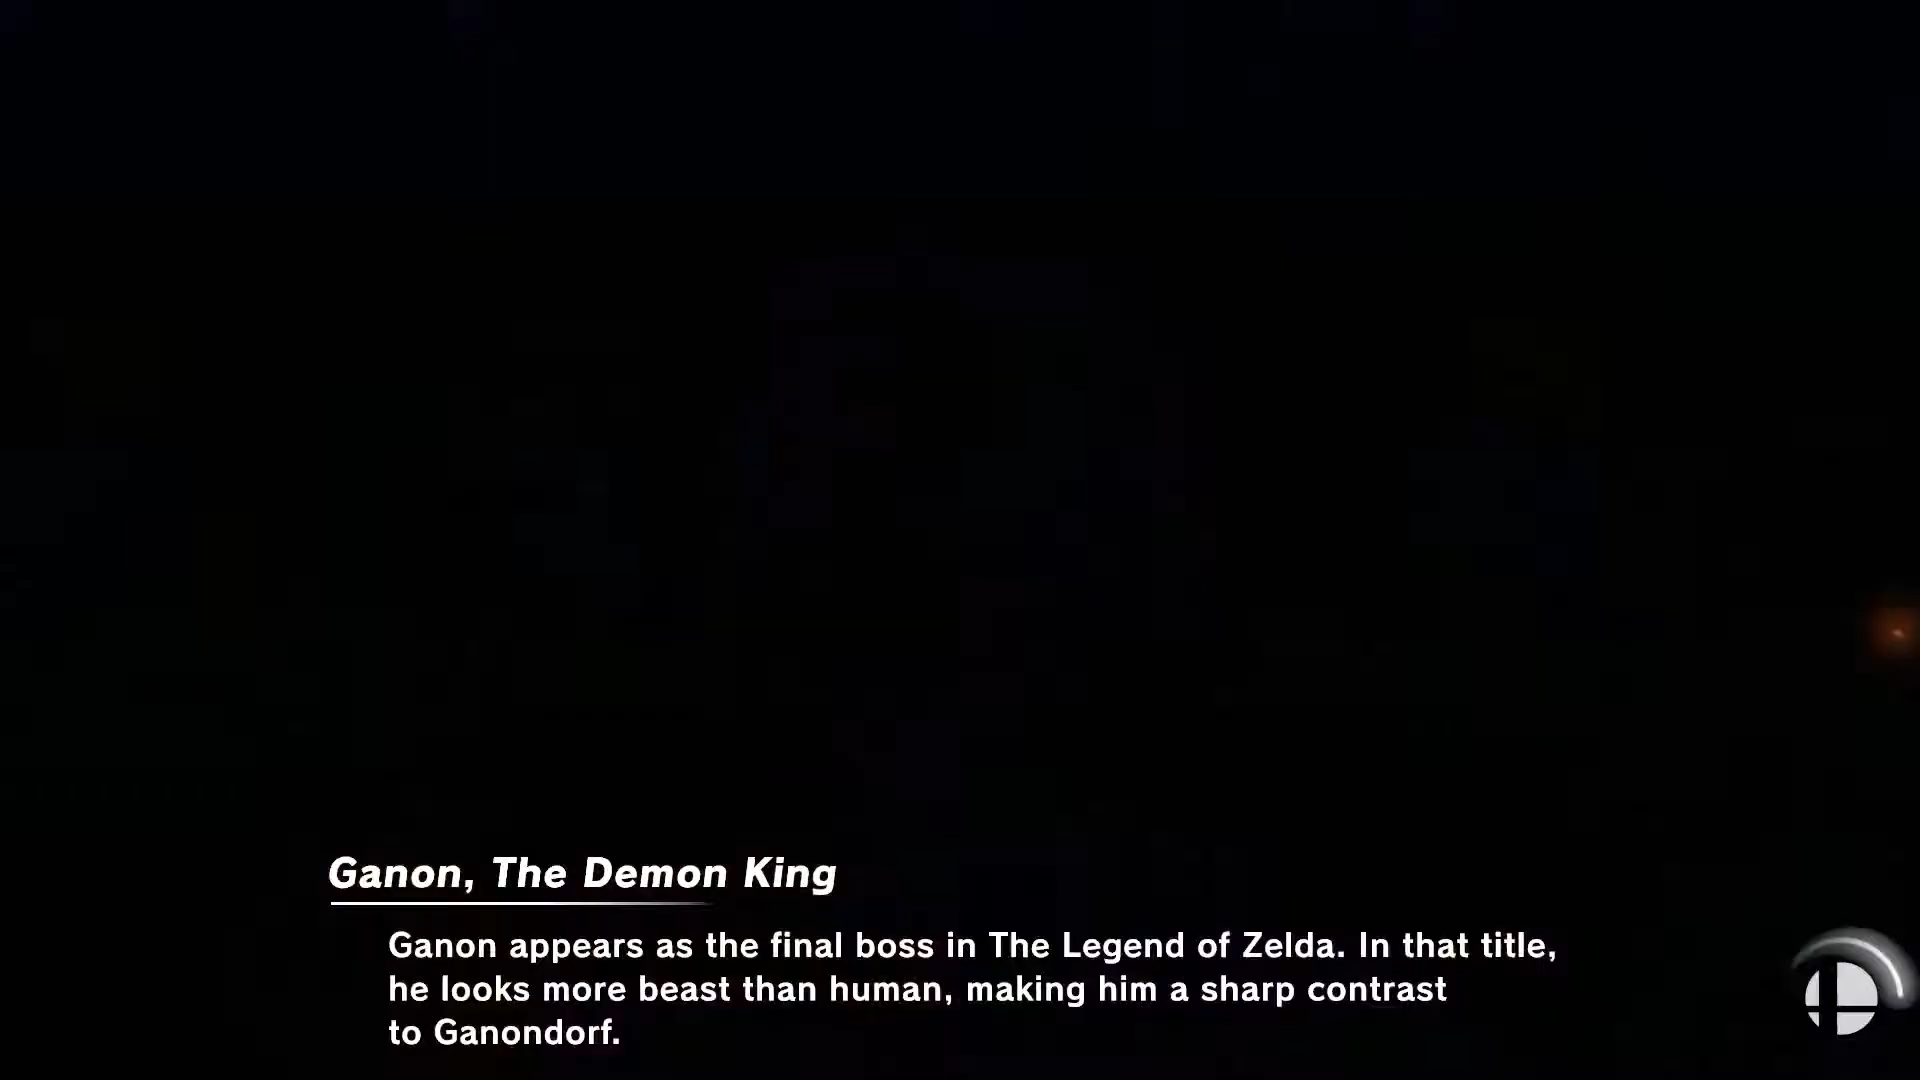 Ganon, The Demon King
Ganon appears as the final boss in The Legend of Zelda. In that title,
he looks more beast than human, making him a sharp contrast
to Ganondorf.